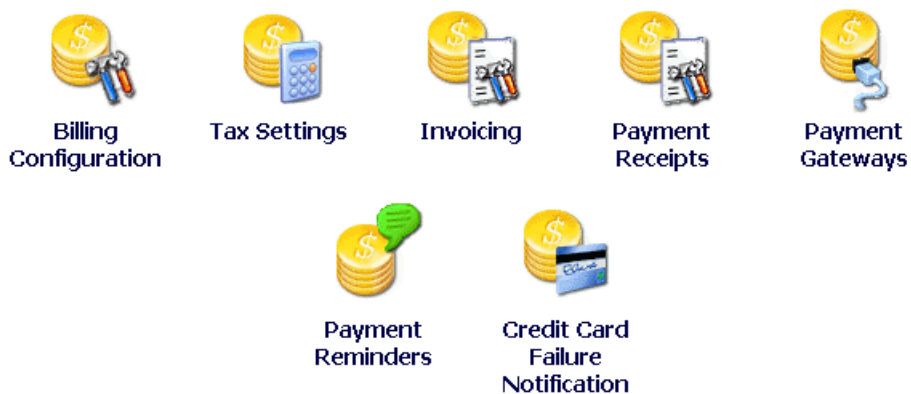 Billing
Configuration
Tax Settings
Invoicing
Payment
Receipts
Payment
Gateways
Payment
Reminders
Credit Card
Failure
Notification